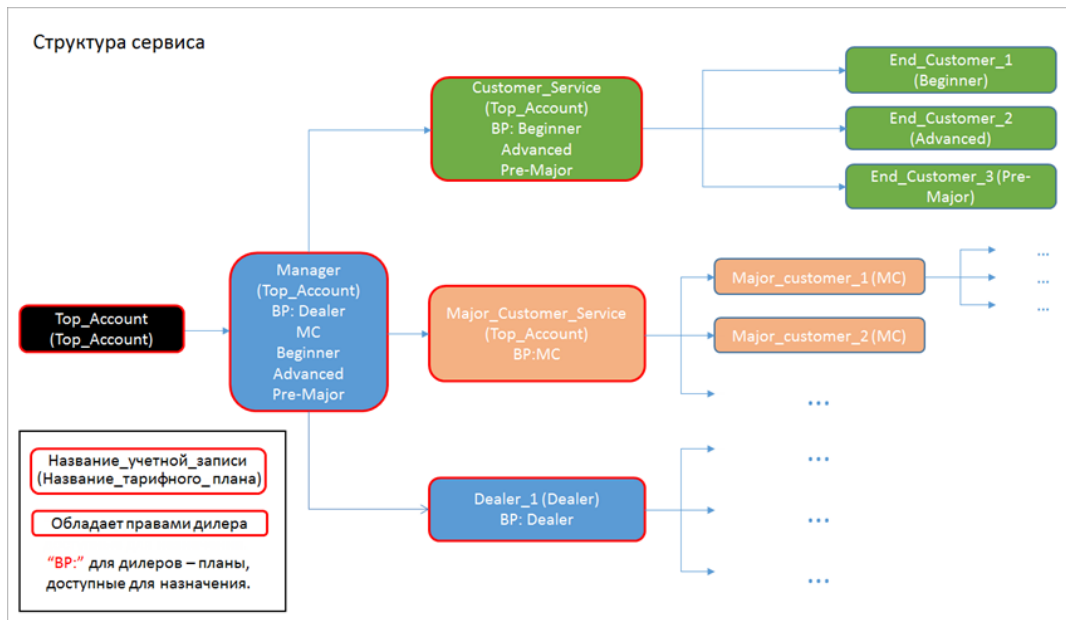 Структура сервиса
Customer_Service
(Top_Account)
BP: Beginner
Advanced
Pre-Major
End_Customer_1
(Beginner)
End_Customer_2
(Advanced)
End_Customer_3 (Pre-
Major)
Top_Account
(Top_Account)
Manager
(Top_Account)
BP: Dealer
MC
Beginner
Advanced
Pre-Major
Major_Customer_Service
(Top_Account)
BP:MC
Major_customer_1 (MC)
...
...
...
Major_customer_2 (MC)
...
Dealer_1 (Dealer)
BP: Dealer
...
...
...
Название_учетной_записи
(Название_тарифного_плана)
Обладает правами дилера
“BP:” для дилеров – планы,
доступные для назначения.